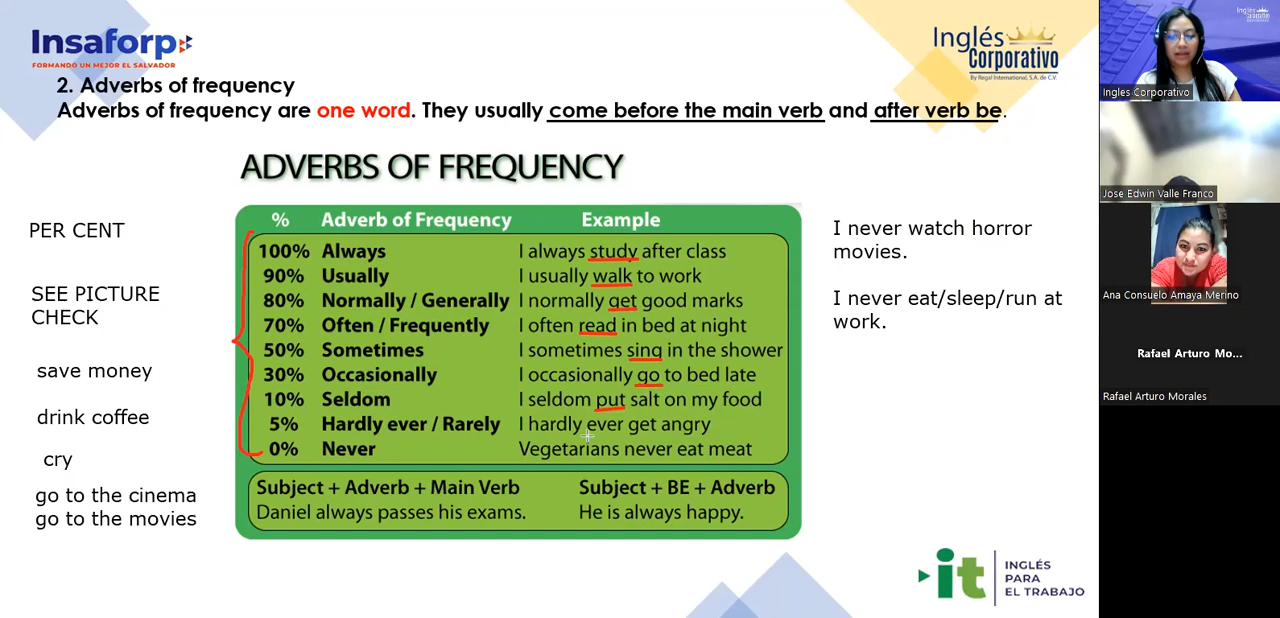 Insaforp
FORMANDO UN MEJOR EL SALVADOR
Inglés
Corporativo
By Regal International, S.A. de C.V.
2. Adverbs of frequency
Adverbs of frequency are one word. They usually come before the main verb and after verb be.
ADVERBS OF FREQUENCY
PER CENT
SEE PICTURE
CHECK
save money
drink coffee
cry
go to the cinema
go to the movies
% Adverb of Frequency Example
100% Always I always study after class
90% Usually I usually walk to work
80% Normally / Generally I normally get good marks
70% Often / Frequently I often read in bed at night
50% Sometimes I sometimes sing in the shower
30% Occasionally I occasionally go to bed late
10% Seldom I seldom put salt on my food
5% Hardly ever / Rarely I hardly ever get angry
0% Never Vegetarians never eat meat
Subject + Adverb + Main Verb Subject + BE + Adverb
Daniel always passes his exams. He is always happy.
I never watch horror
movies.
I never eat/sleep/run at
work.
it
INGLÉS
PARA
EL TRABAJO
Inglés
Ingles Corporativo
Jose Edwin Valle Franco
Ana Consuelo Amaya Merino
Rafael Arturo Mo...
Rafael Arturo Morales